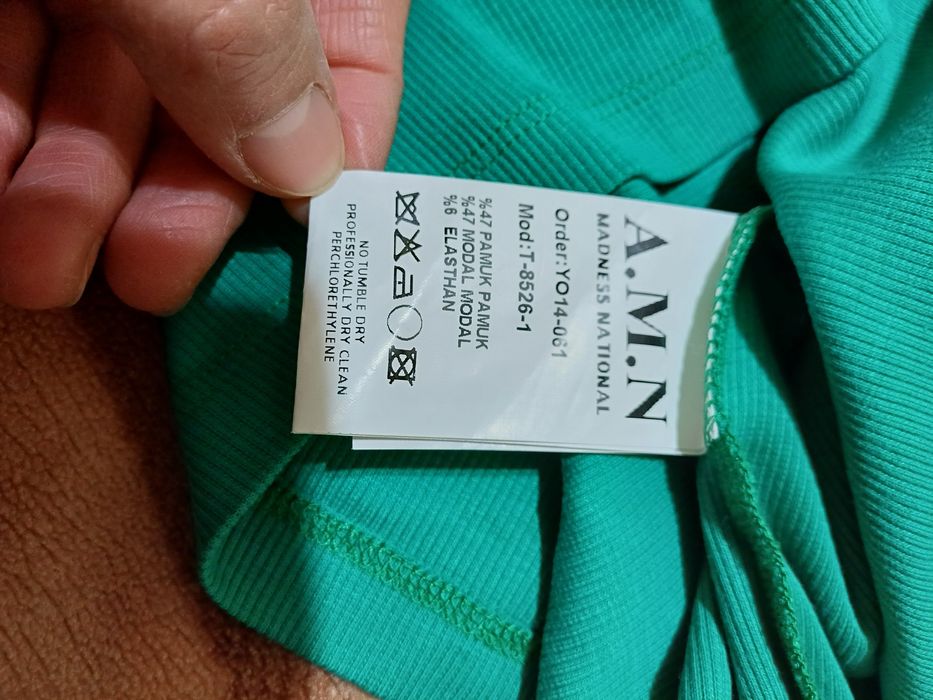 A.M.N
MADNESS NATIONAL
Order:YO14-061
Mod:T-8526-1
%47 PAMUK PAMUK
%47 MODAL MODAL
%6 ELASTHAN
NO TUMBLE DRY
PROFESSIONALLY DRY CLEAN
PERCHLORETHYLENE